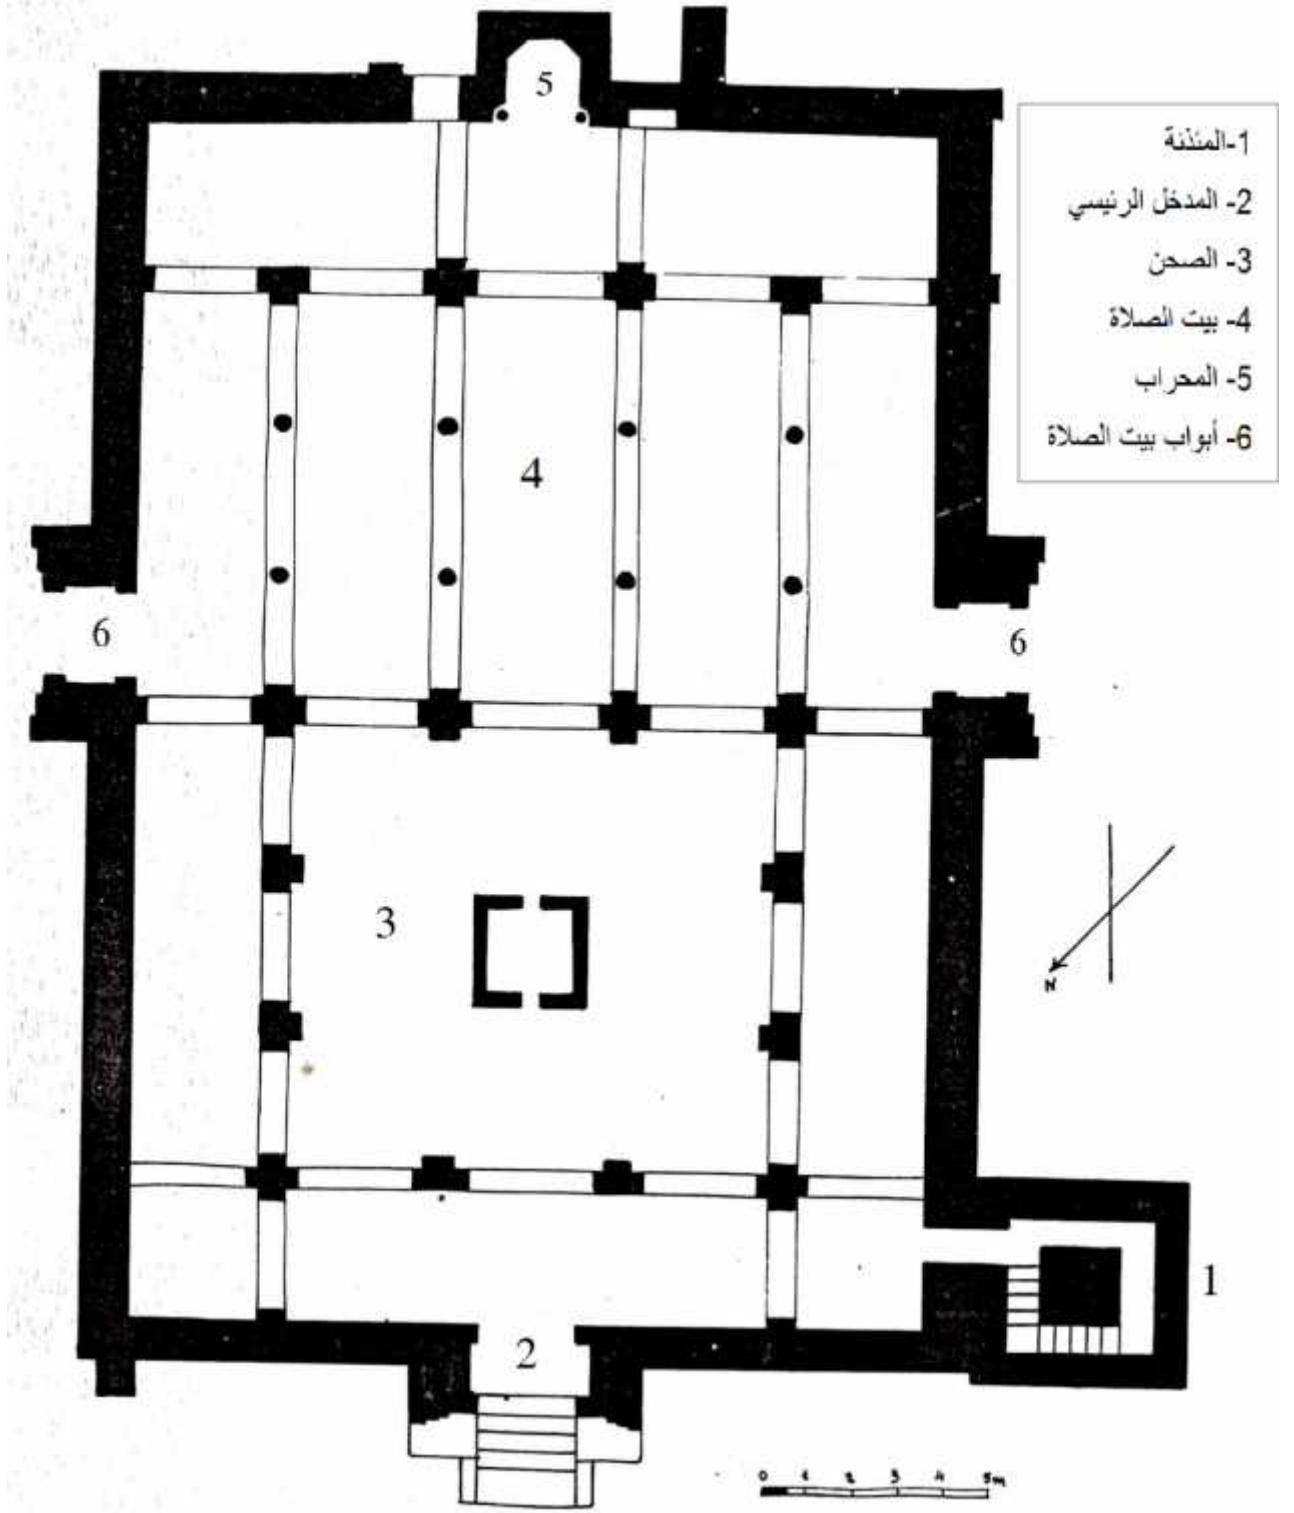 5
1-المئذنة
2- المدخل الرئيسي
3- الصحن
4- بيت الصلاة
5- المحراب
6- أبواب بيت الصلاة
4
6
6
3
N
1
2
0 1 2 3 4 5m